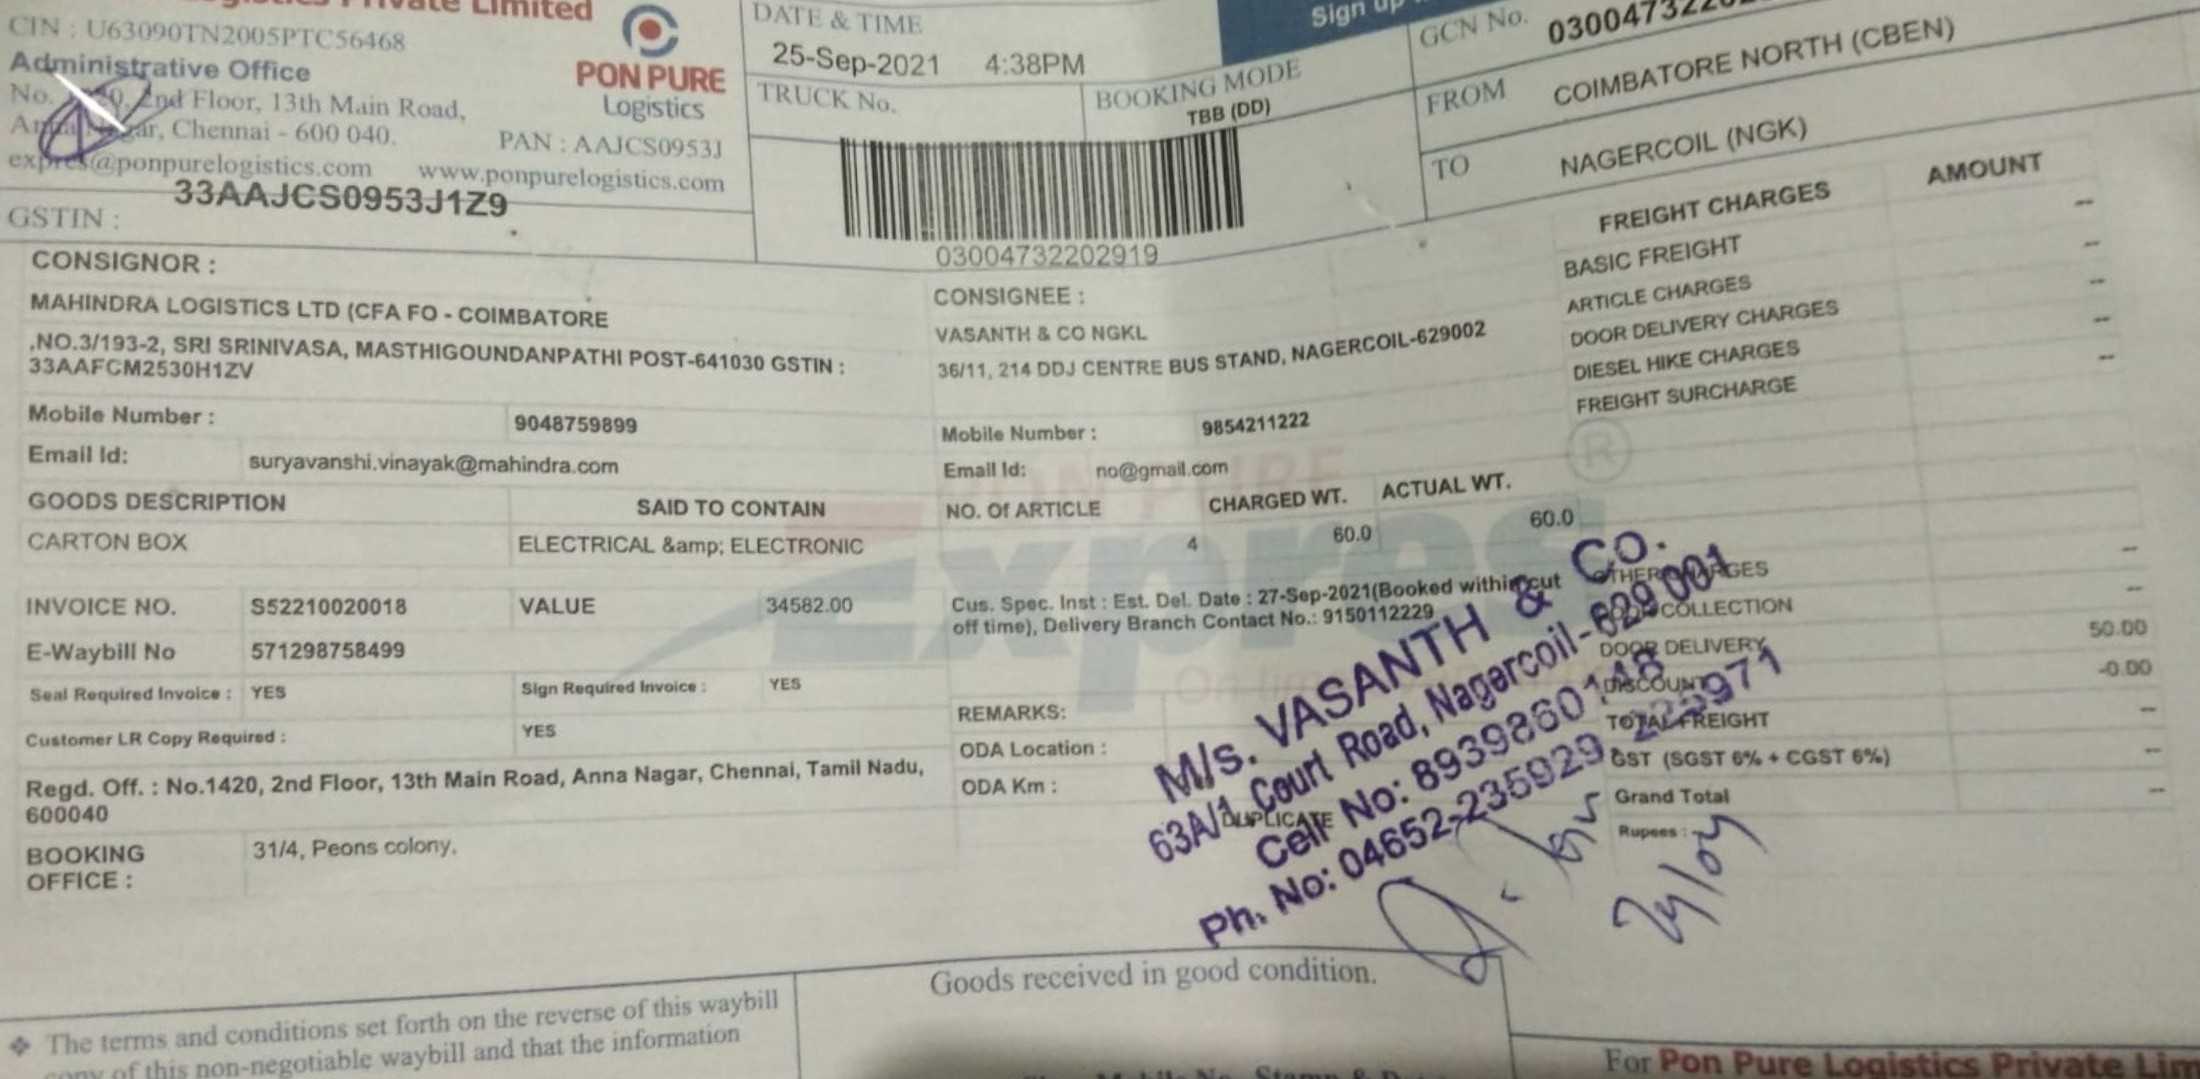 Private Limited
CIN : U63090TN2005PTC56468
Administrative Office
2nd Floor, 13th Main Road,
Chennai - 600 040.
PAN : AAJCS0953J
expres@ponpurelogistics.com www.ponpurelogistics.com
GSTIN : 33AAJCS0953J1Z9
PON PURE
Logistics
DATE & TIME
25-Sep-2021 4:38PM
TRUCK No.
BOOKING MODE
TBB (DD)
03004732202919
Sign up
GCN No.
FROM COIMBATORE NORTH (CBEN)
TO NAGERCOIL (NGK)
CONSIGNOR :
MAHINDRA LOGISTICS LTD (CFA FO - COIMBATORE
,NO.3/193-2, SRI SRINIVASA, MASTHIGOUNDANPATHI POST-641030 GSTIN :
33AAFCM2530H1ZV
Mobile Number : 9048759899
Email Id: suryavanshi.vinayak@mahindra.com
CONSIGNEE :
VASANTH & CO NGKL
36/11, 214 DDJ CENTRE BUS STAND, NAGERCOIL-629002
Mobile Number : 9854211222
Email Id: no@gmail.com
FREIGHT CHARGES AMOUNT
BASIC FREIGHT --
ARTICLE CHARGES --
DOOR DELIVERY CHARGES --
DIESEL HIKE CHARGES --
FREIGHT SURCHARGE --
GOODS DESCRIPTION SAID TO CONTAIN
CARTON BOX ELECTRICAL &amp; ELECTRONIC
NO. Of ARTICLE CHARGED WT. ACTUAL WT.
4 60.0 60.0
INVOICE NO. S52210020018 VALUE 34582.00
E-Waybill No 571298758499
Seal Required Invoice : YES Sign Required Invoice : YES
Customer LR Copy Required : YES
Regd. Off. : No.1420, 2nd Floor, 13th Main Road, Anna Nagar, Chennai, Tamil Nadu,
600040
BOOKING
OFFICE : 31/4, Peons colony,
Cus. Spec. Inst : Est. Del. Date : 27-Sep-2021(Booked within cut
off time), Delivery Branch Contact No.: 9150112229
REMARKS:
ODA Location :
ODA Km :
DUPLICATE
PON PURE
Expres
®
OTHER CHARGES --
COLLECTION --
DOOR DELIVERY 50.00
DISCOUNT -0.00
TOTAL FREIGHT --
GST (SGST 6% + CGST 6%) --
Grand Total --
Rupees :
M/s. VASANTH & CO.
63A/1 Court Road, Nagercoil-629 001
Cell No: 8939860148
Ph. No: 04652-235929
Goods received in good condition.
❖ The terms and conditions set forth on the reverse of this waybill
copy of this non-negotiable waybill and that the information
For Pon Pure Logistics Private Lim